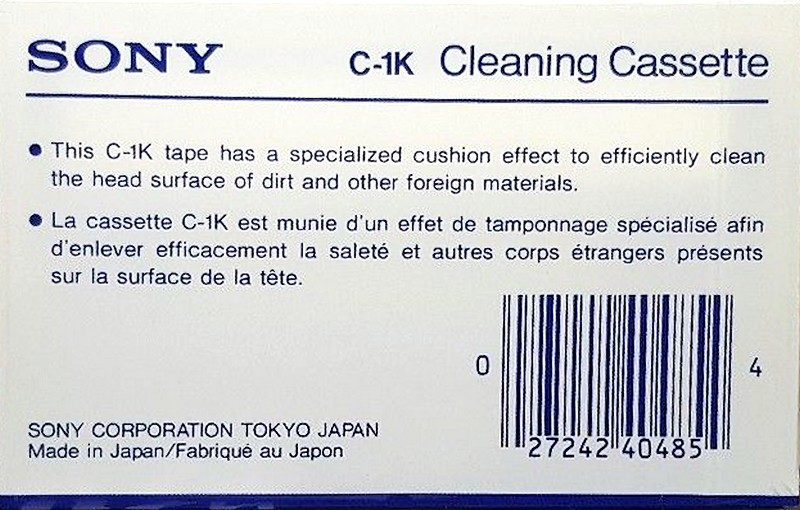 SONY C-1K Cleaning Cassette
● This C-1K tape has a specialized cushion effect to efficiently clean
the head surface of dirt and other foreign materials.
● La cassette C-1K est munie d'un effet de tamponnage spécialisé afin
d'enlever efficacement la saleté et autres corps étrangers présents
sur la surface de la tête.
0 27242 40485 4
SONY CORPORATION TOKYO JAPAN
Made in Japan/Fabriqué au Japon